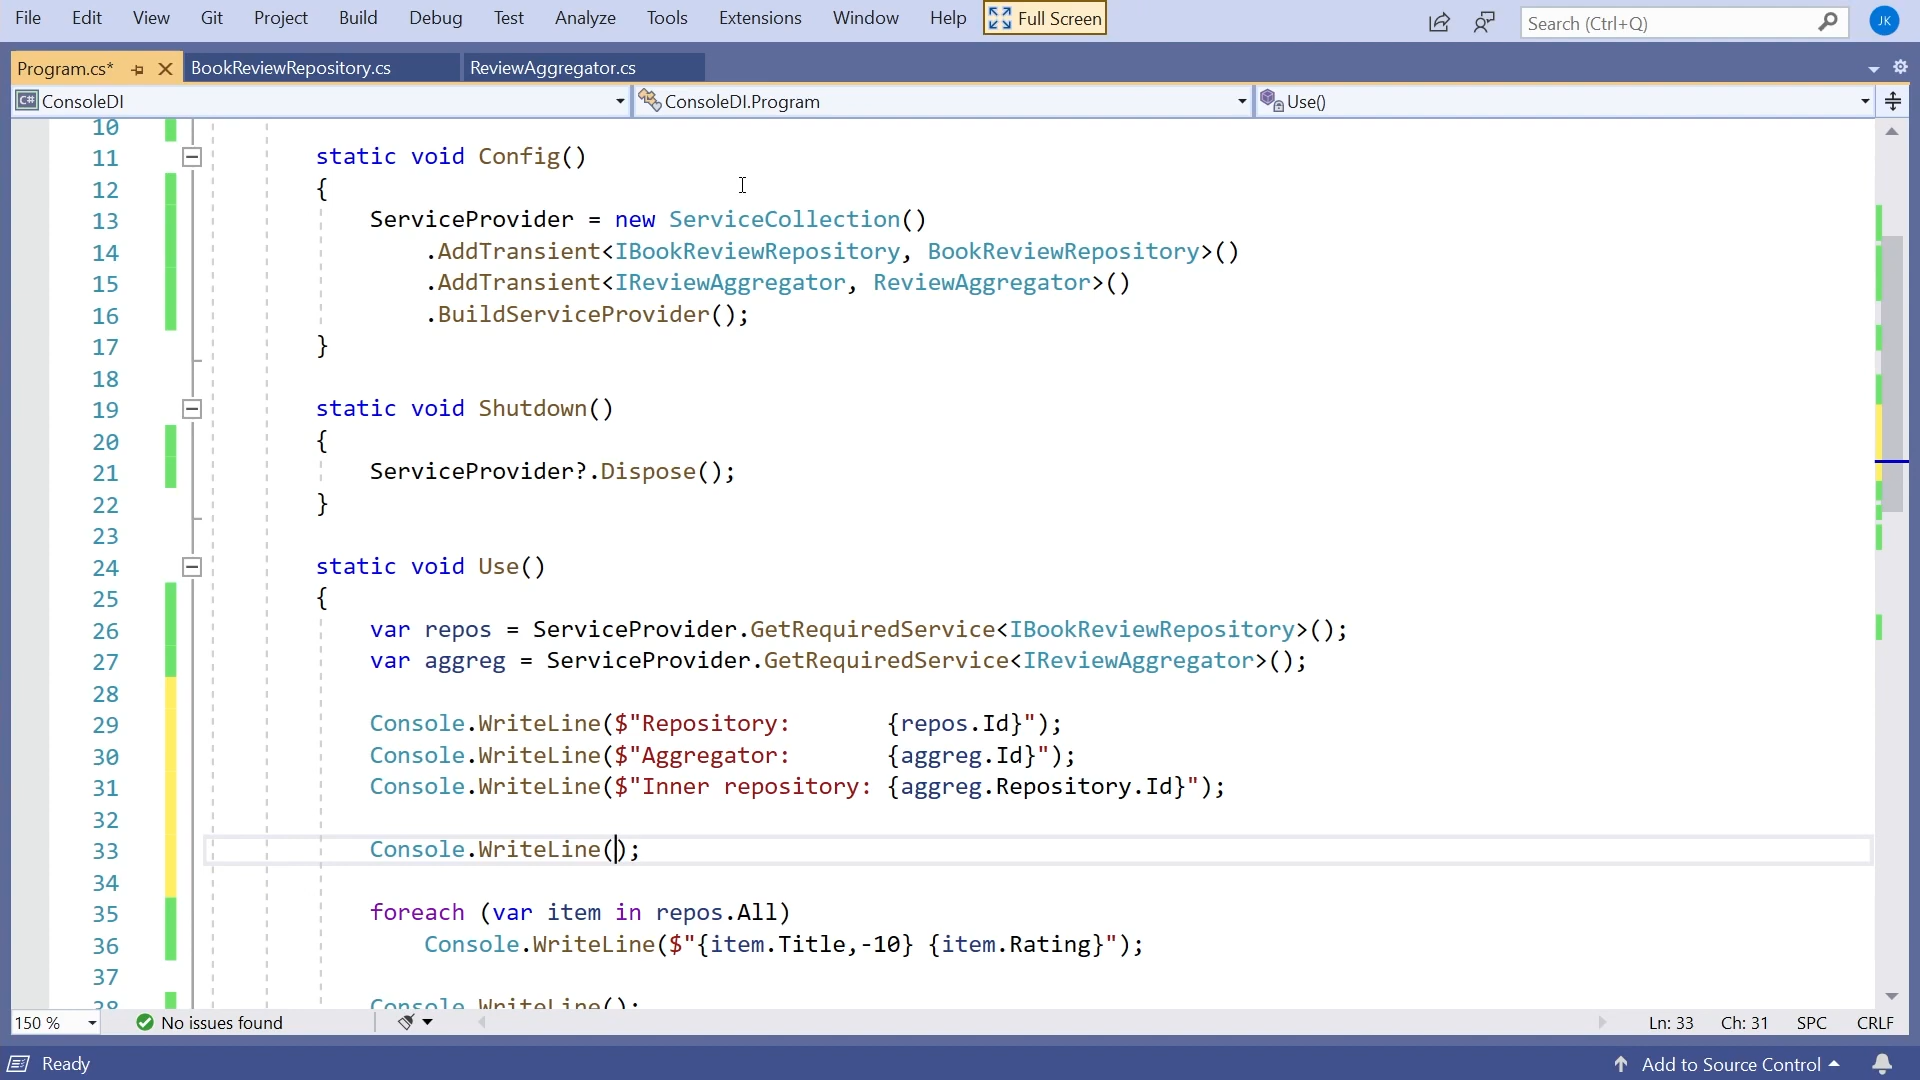 File Edit View Git Project Build Debug Test Analyze Tools Extensions Window Help Full Screen Search (Ctrl+Q) JK
Program.cs* BookReviewRepository.cs ReviewAggregator.cs
C# ConsoleDI ConsoleDI.Program Use()
10
11 static void Config()
12 {
13 ServiceProvider = new ServiceCollection()
14 .AddTransient<IBookReviewRepository, BookReviewRepository>()
15 .AddTransient<IReviewAggregator, ReviewAggregator>()
16 .BuildServiceProvider();
17 }
18
19 static void Shutdown()
20 {
21 ServiceProvider?.Dispose();
22 }
23
24 static void Use()
25 {
26 var repos = ServiceProvider.GetRequiredService<IBookReviewRepository>();
27 var aggreg = ServiceProvider.GetRequiredService<IReviewAggregator>();
28
29 Console.WriteLine($"Repository:       {repos.Id}");
30 Console.WriteLine($"Aggregator:       {aggreg.Id}");
31 Console.WriteLine($"Inner repository: {aggreg.Repository.Id}");
32
33 Console.WriteLine();
34
35 foreach (var item in repos.All)
36 Console.WriteLine($"{item.Title,-10} {item.Rating}");
37
38 Console.WriteLine();
150 % No issues found Ln: 33 Ch: 31 SPC CRLF
Ready Add to Source Control